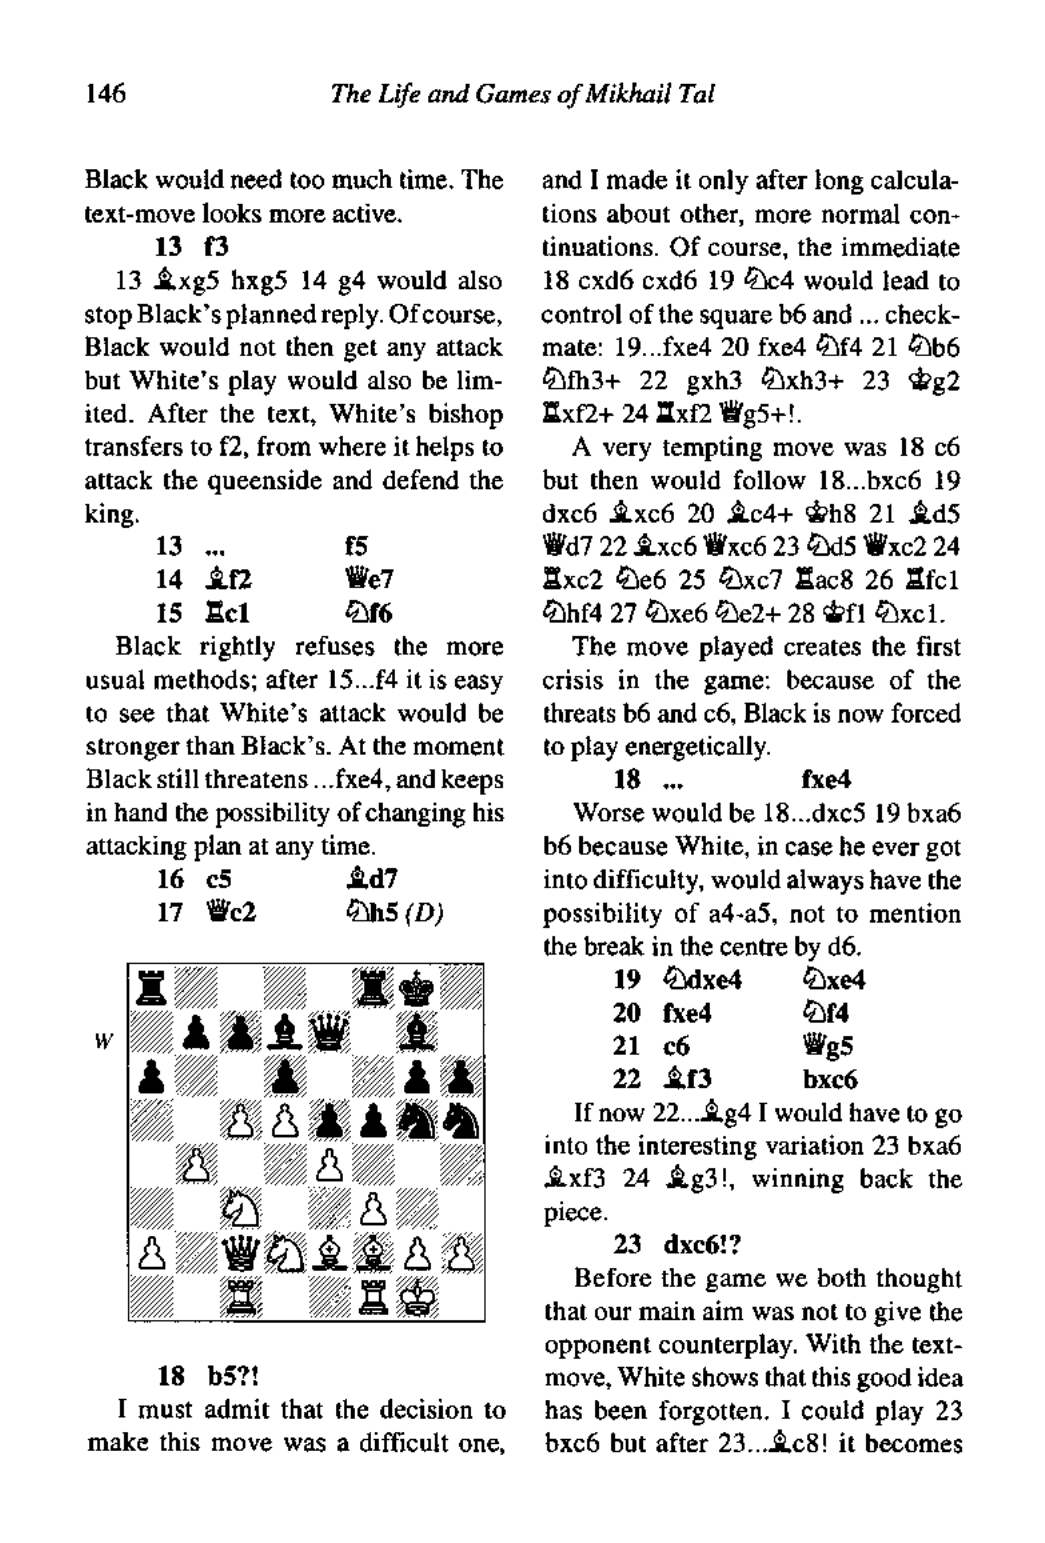 146
The Life and Games of Mikhail Tal
Black would need too much time. The
text-move looks more active.
13 f3
13 ♗xg5 hxg5 14 g4 would also
stop Black's planned reply. Of course,
Black would not then get any attack
but White's play would also be lim-
ited. After the text, White's bishop
transfers to f2, from where it helps to
attack the queenside and defend the
king.
13 ... f5
14 ♗f2 ♕e7
15 ♖c1 ♘f6
Black rightly refuses the more
usual methods; after 15...f4 it is easy
to see that White's attack would be
stronger than Black's. At the moment
Black still threatens ...fxe4, and keeps
in hand the possibility of changing his
attacking plan at any time.
16 c5 ♗d7
17 ♕c2 ♘h5 (D)
W
18 b5?!
I must admit that the decision to
make this move was a difficult one,
and I made it only after long calcula-
tions about other, more normal con-
tinuations. Of course, the immediate
18 cxd6 cxd6 19 ♘c4 would lead to
control of the square b6 and ... check-
mate: 19...fxe4 20 fxe4 ♘f4 21 ♘b6
♘fh3+ 22 gxh3 ♘xh3+ 23 ♔g2
♖xf2+ 24 ♖xf2 ♕g5+!.
A very tempting move was 18 c6
but then would follow 18...bxc6 19
dxc6 ♗xc6 20 ♗c4+ ♔h8 21 ♗d5
♕d7 22 ♗xc6 ♕xc6 23 ♘d5 ♕xc2 24
♖xc2 ♘e6 25 ♘xc7 ♖ac8 26 ♖fc1
♘hf4 27 ♘xe6 ♘e2+ 28 ♔f1 ♘xc1.
The move played creates the first
crisis in the game: because of the
threats b6 and c6, Black is now forced
to play energetically.
18 ... fxe4
Worse would be 18...dxc5 19 bxa6
b6 because White, in case he ever got
into difficulty, would always have the
possibility of a4-a5, not to mention
the break in the centre by d6.
19 ♘dxe4 ♘xe4
20 fxe4 ♘f4
21 c6 ♕g5
22 ♗f3 bxc6
If now 22...♗g4 I would have to go
into the interesting variation 23 bxa6
♗xf3 24 ♗g3!, winning back the
piece.
23 dxc6!?
Before the game we both thought
that our main aim was not to give the
opponent counterplay. With the text-
move, White shows that this good idea
has been forgotten. I could play 23
bxc6 but after 23...♗c8! it becomes